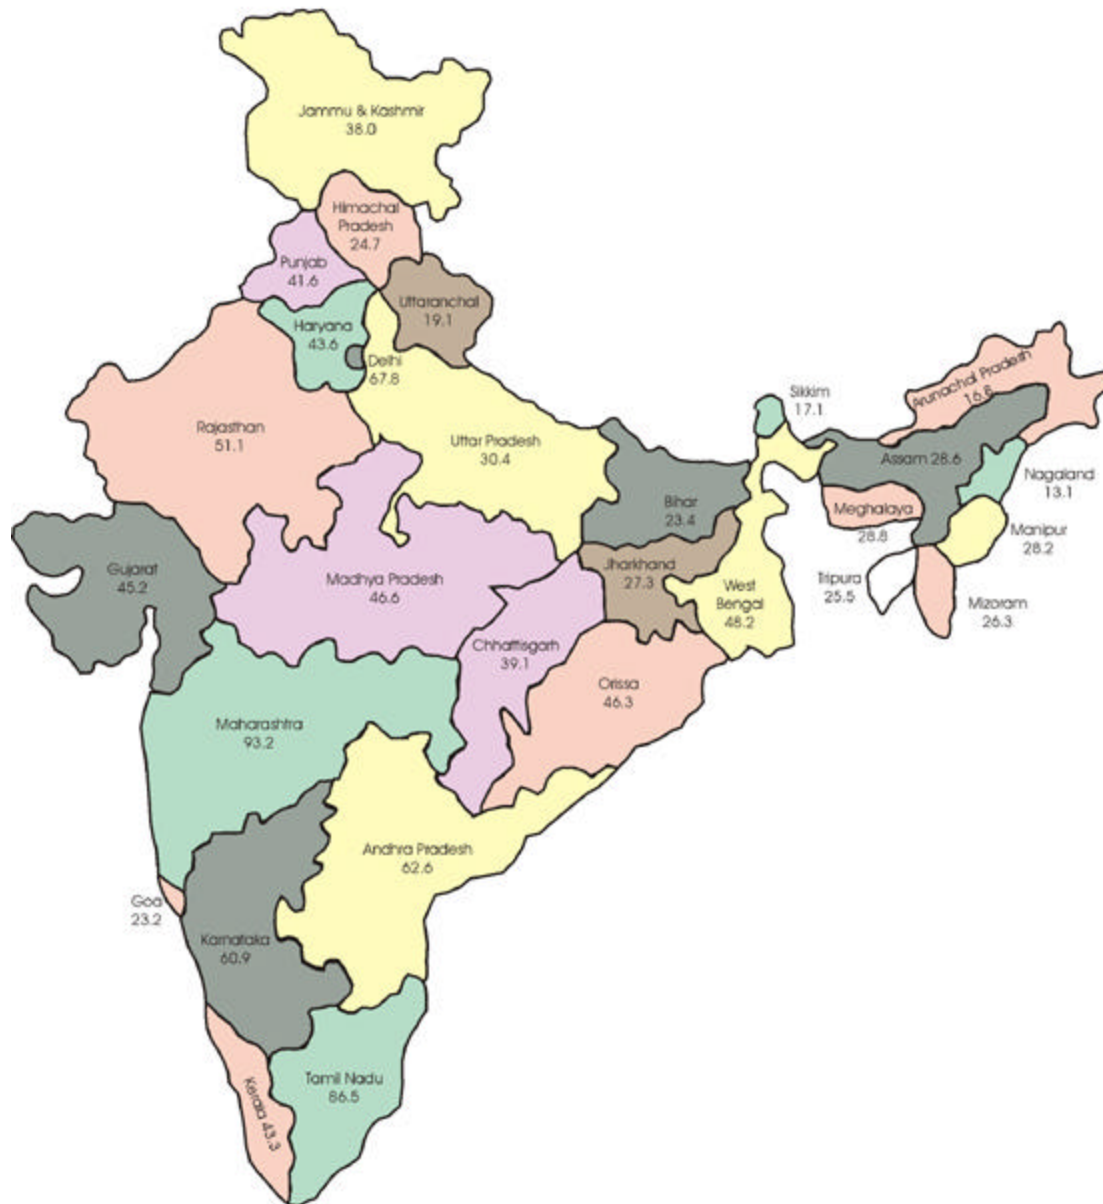 Jammu & Kashmir
38.0
Himachal
Pradesh
24.7
Punjab
41.6
Uttaranchal
19.1
Haryana
43.6
Delhi
67.8
Rajasthan
51.1
Uttar Pradesh
30.4
Sikkim
17.1
Arunachal Pradesh
16.8
Assam 28.6
Nagaland
13.1
Bihar
23.4
Meghalaya
28.8
Manipur
28.2
Gujarat
45.2
Madhya Pradesh
46.6
Jharkhand
27.3
West
Bengal
48.2
Tripura
25.5
Mizoram
26.3
Chhattisgarh
39.1
Orissa
46.3
Maharashtra
93.2
Andhra Pradesh
62.6
Goa
23.2
Karnataka
60.9
Tamil Nadu
86.5
Kerala 43.3